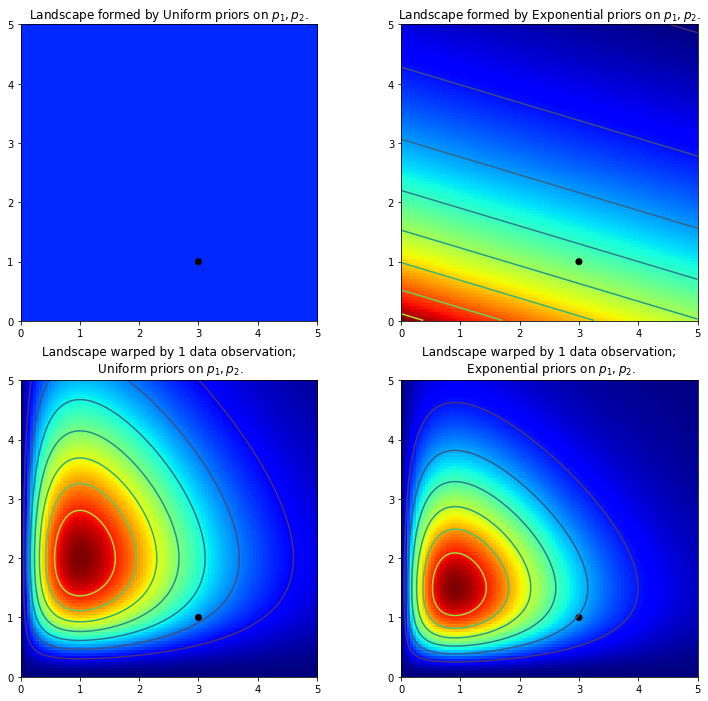 Landscape formed by Uniform priors on $p_1, p_2$.
5
4
3
2
1
0
0 1 2 3 4 5
Landscape formed by Exponential priors on $p_1, p_2$.
5
4
3
2
1
0
0 1 2 3 4 5
Landscape warped by 1 data observation;
Uniform priors on $p_1, p_2$.
5
4
3
2
1
0
0 1 2 3 4 5
Landscape warped by 1 data observation;
Exponential priors on $p_1, p_2$.
5
4
3
2
1
0
0 1 2 3 4 5